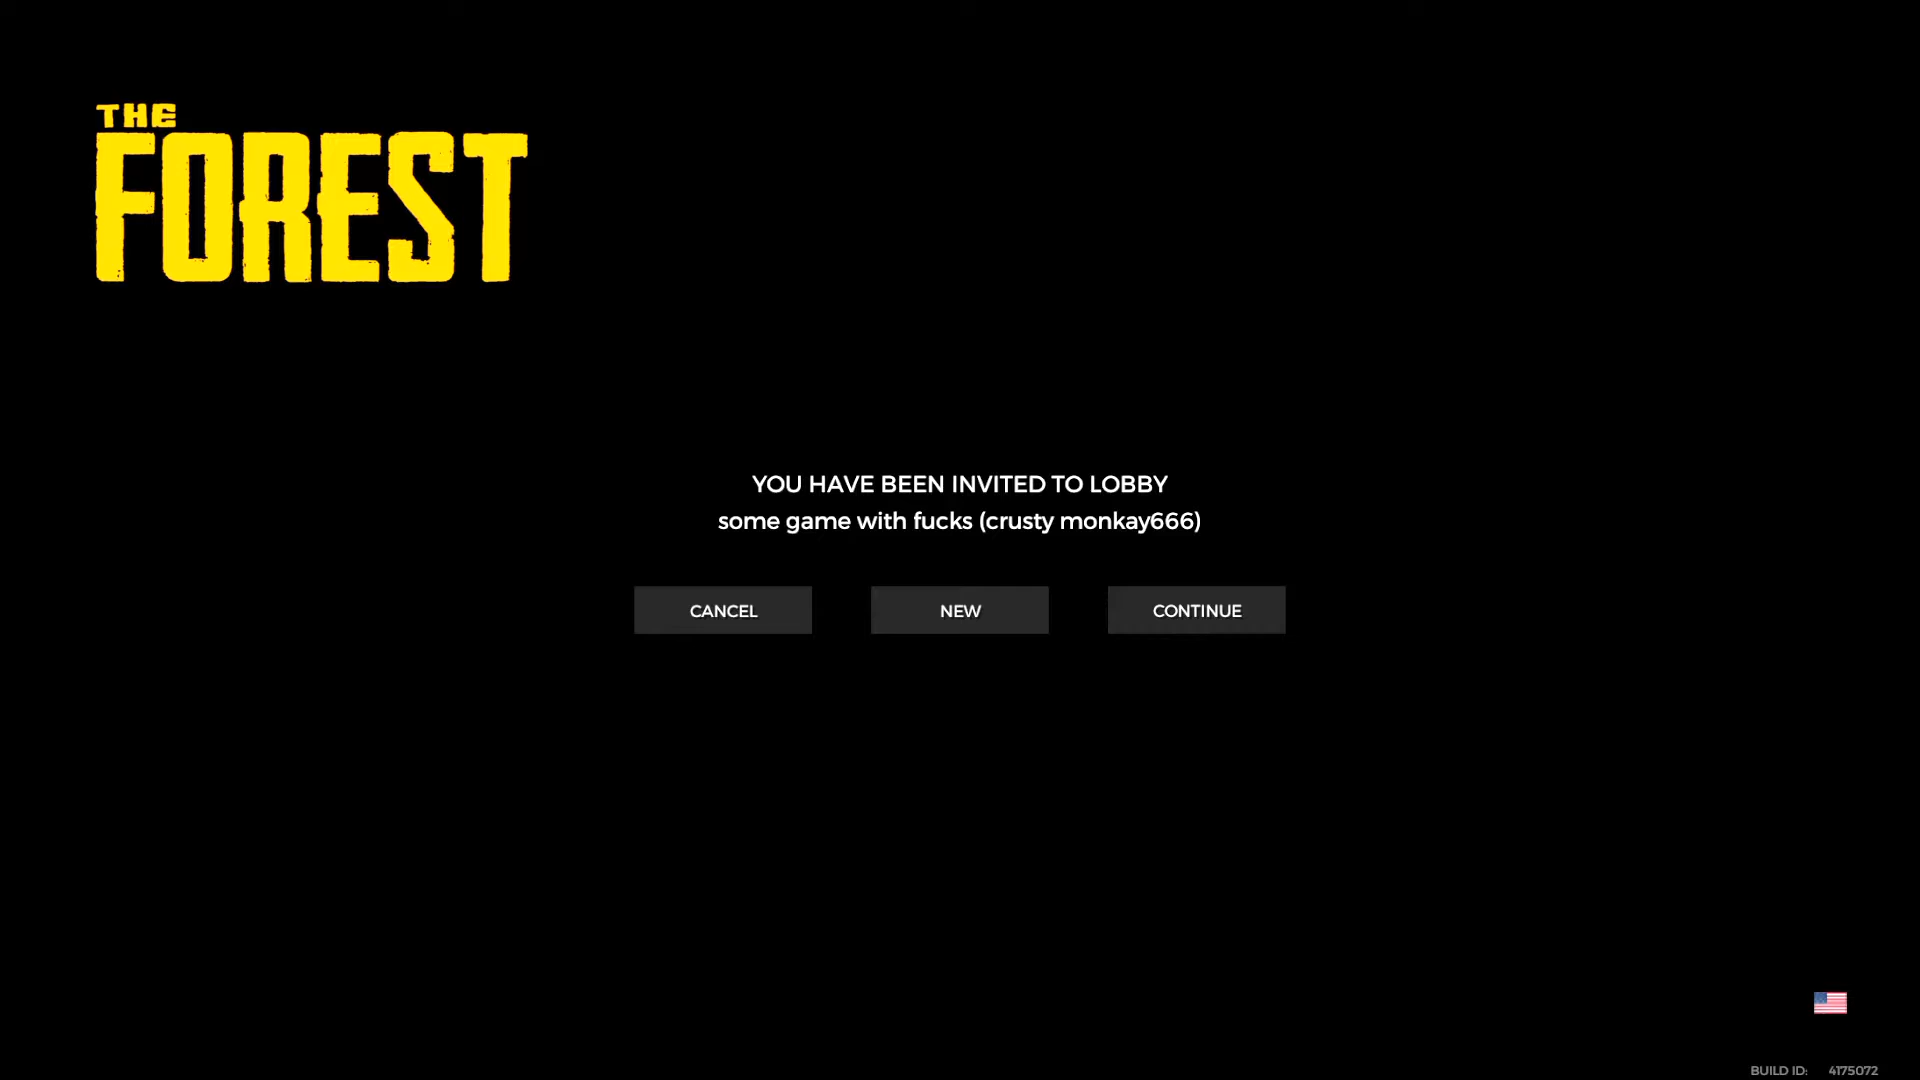 THE
FOREST
YOU HAVE BEEN INVITED TO LOBBY
some game with fucks (crusty monkay666)
CANCEL NEW CONTINUE
BUILD ID: 4175072